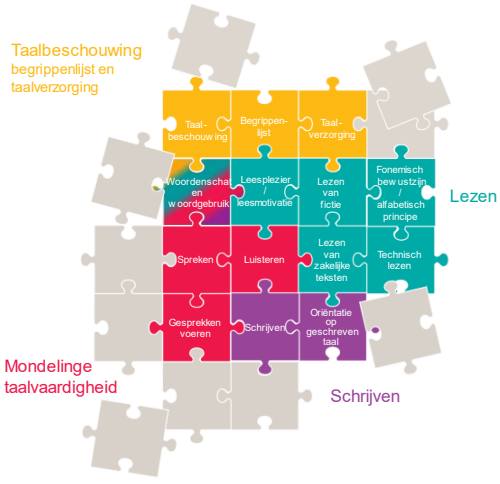 Taalbeschouwing
begrippenlijst en
taalverzorging
Taal-
beschouwing
Begrippen-
lijst
Taal-
verzorging
Woordenschat
en
woordgebruik
Leesplezier
/
leesmotivatie
Lezen
van
fictie
Fonemisch
bewustzijn
/
alfabetisch
principe
Lezen
Spreken
Luisteren
Lezen
van
zakelijke
teksten
Technisch
lezen
Gesprekken
voeren
Schrijven
Oriëntatie
op
geschreven
taal
Mondelinge
taalvaardigheid
Schrijven